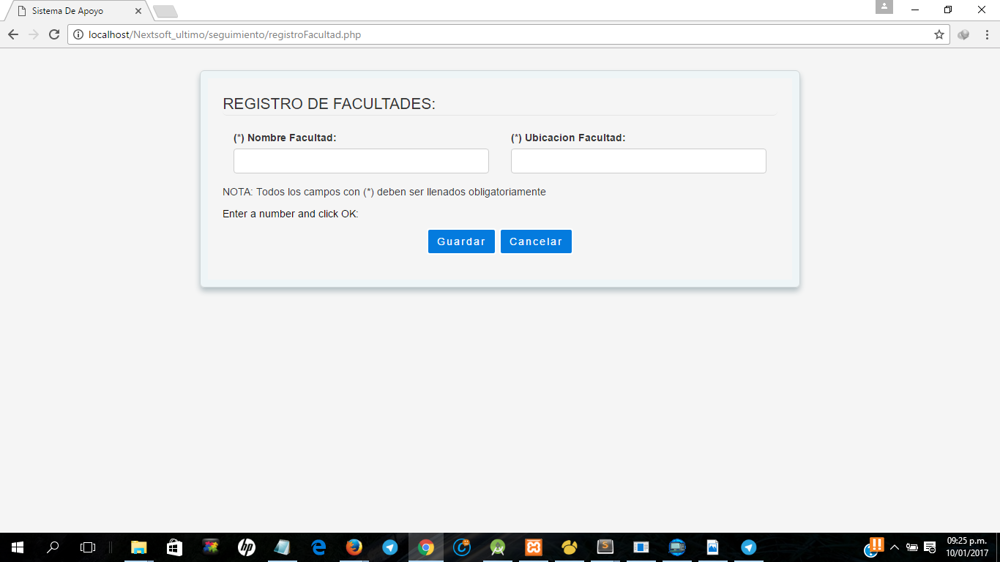 Sistema De Apoyo
localhost/Nextsoft_ultimo/seguimiento/registroFacultad.php
REGISTRO DE FACULTADES:
(*) Nombre Facultad:
(*) Ubicacion Facultad:
NOTA: Todos los campos con (*) deben ser llenados obligatoriamente
Enter a number and click OK:
Guardar
Cancelar
hp
09:25 p.m.
10/01/2017